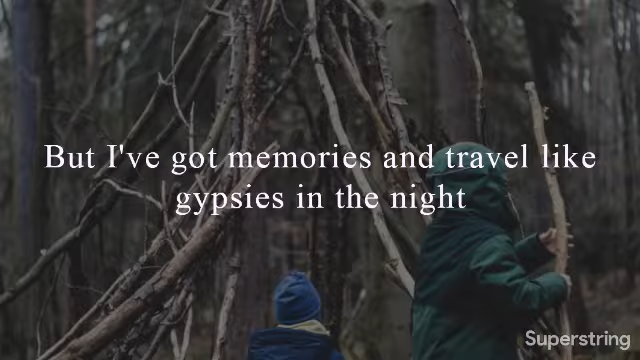 But I've got memories and travel like
gypsies in the night
Superstring